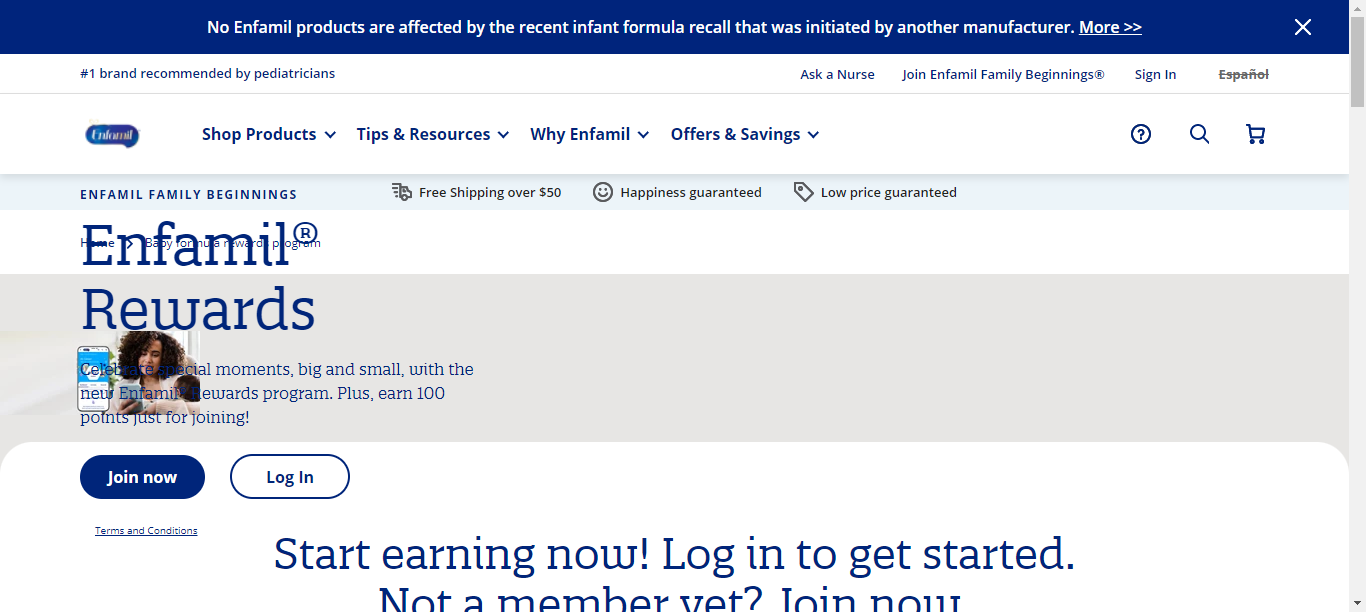 No Enfamil products are affected by the recent infant formula recall that was initiated by another manufacturer. More >>
#1 brand recommended by pediatricians
Ask a Nurse
Join Enfamil Family Beginnings®
Sign In
Español
Enfamil
Shop Products
Tips & Resources
Why Enfamil
Offers & Savings
ENFAMIL FAMILY BEGINNINGS
Free Shipping over $50
Happiness guaranteed
Low price guaranteed
Home
Baby formula rewards program
Enfamil®
Rewards
Celebrate special moments, big and small, with the
new Enfamil® Rewards program. Plus, earn 100
points just for joining!
Join now
Log In
Terms and Conditions
Start earning now! Log in to get started.
Not a member yet? Join now